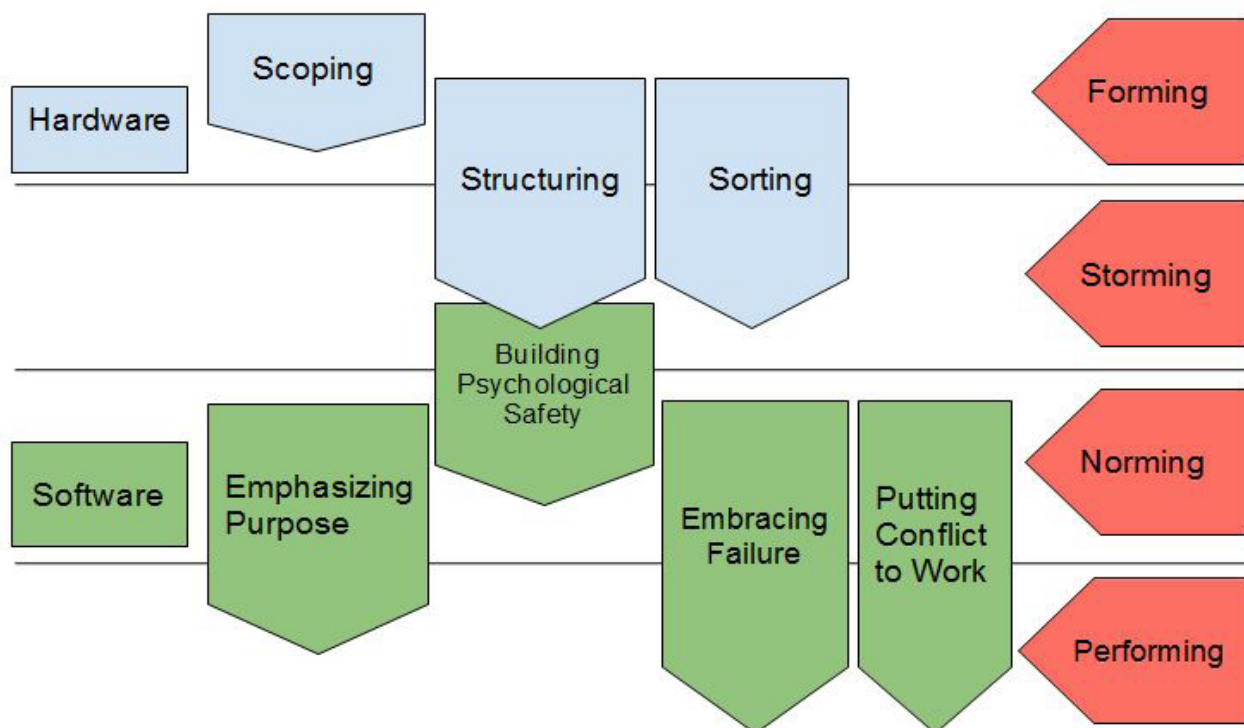 Scoping
Forming
Hardware
Structuring
Sorting
Storming
Building
Psychological
Safety
Norming
Software
Emphasizing
Purpose
Embracing
Failure
Putting
Conflict
to Work
Performing